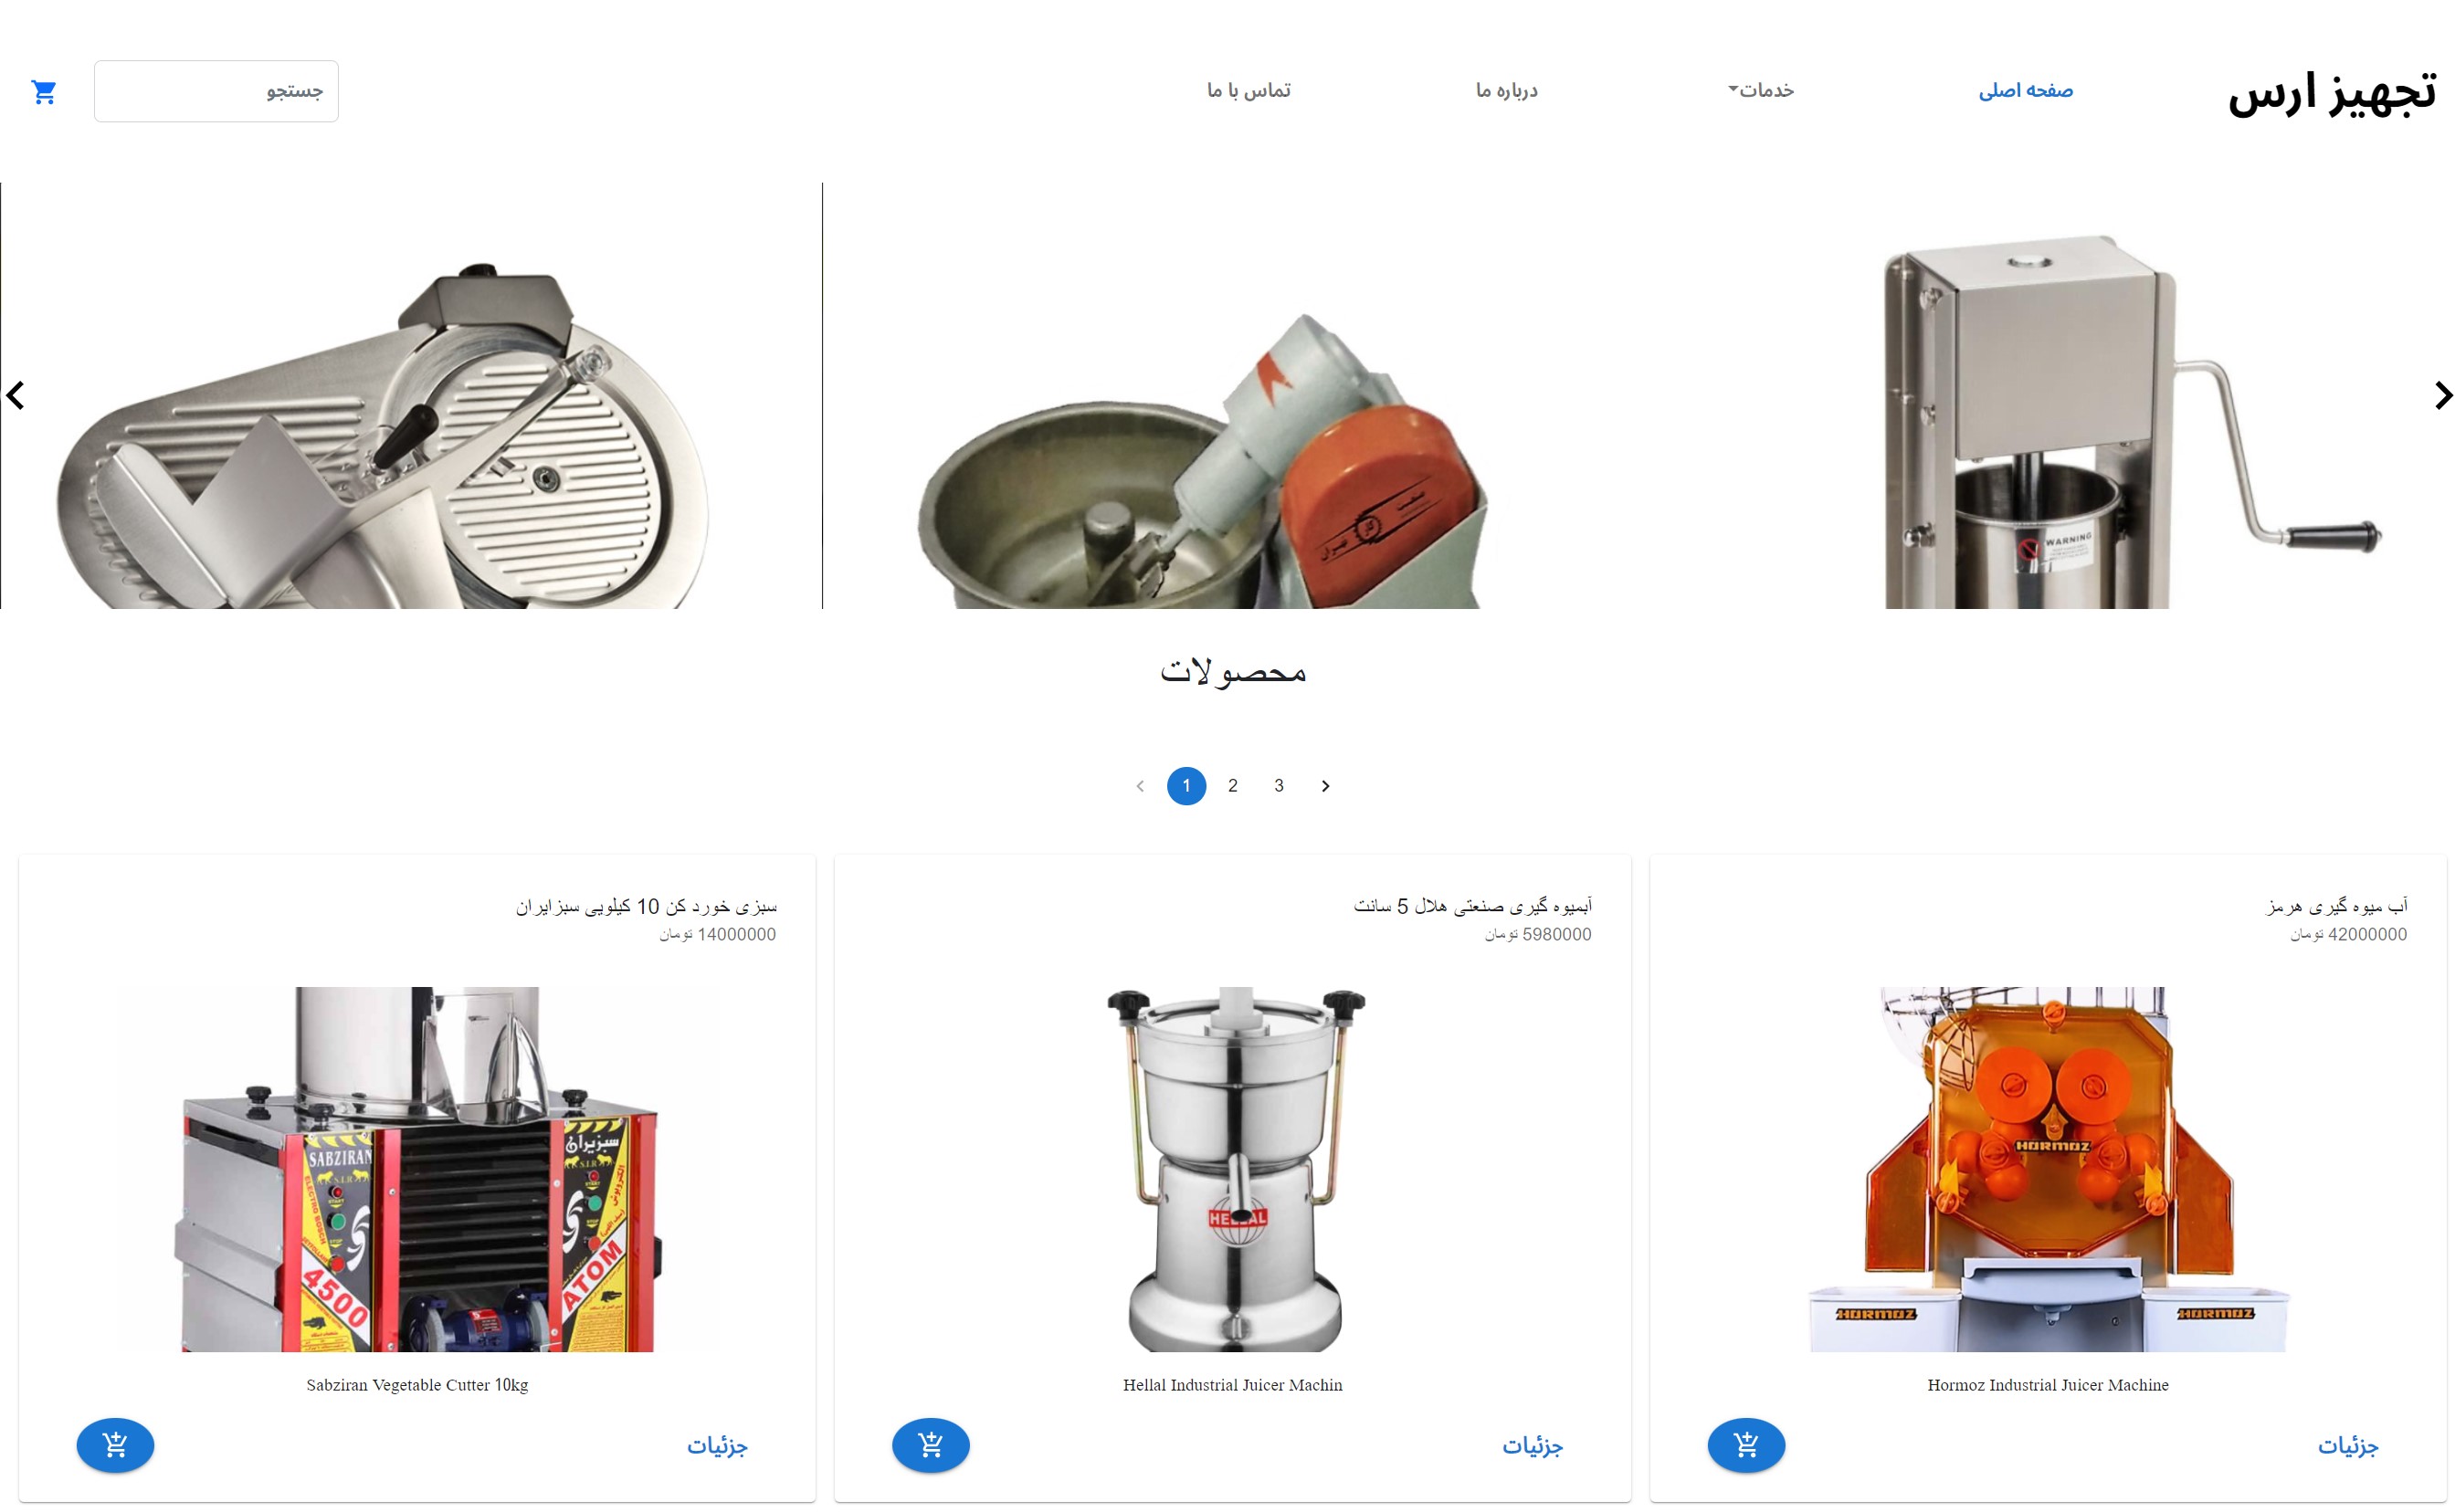 تجهیز ارس
صفحه اصلی
خدمات
درباره ما
تماس با ما
جستجو
WARNING
محصولات
1 2 3
آب میوه گیری هرمز
42000000 تومان
HORMOZ
HORMOZ
HORMOZ
Hormoz Industrial Juicer Machine
جزئیات
آبمیوه گیری صنعتی هلال 5 سانت
5980000 تومان
HELLAL
Hellal Industrial Juicer Machin
جزئیات
سبزی خورد کن 10 کیلویی سبزایران
14000000 تومان
SABZIRAN
سبزیران
4500
ATOM
Sabziran Vegetable Cutter 10kg
جزئیات